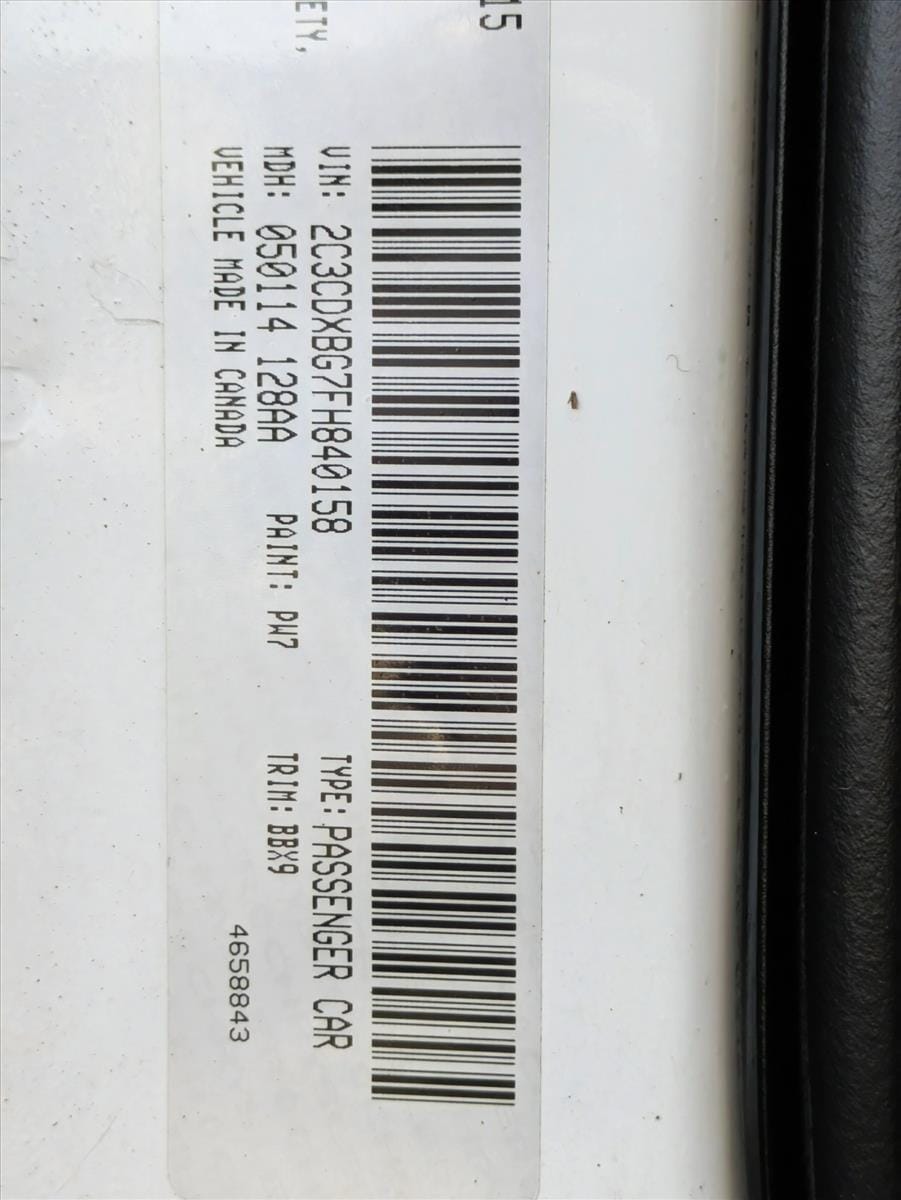 15
ETY,
VIN: 2C3CDXBG7FH840158 TYPE: PASSENGER CAR
MDH: 050114 128AA PAINT: PW7 TRIM: BBX9
VEHICLE MADE IN CANADA 4658843